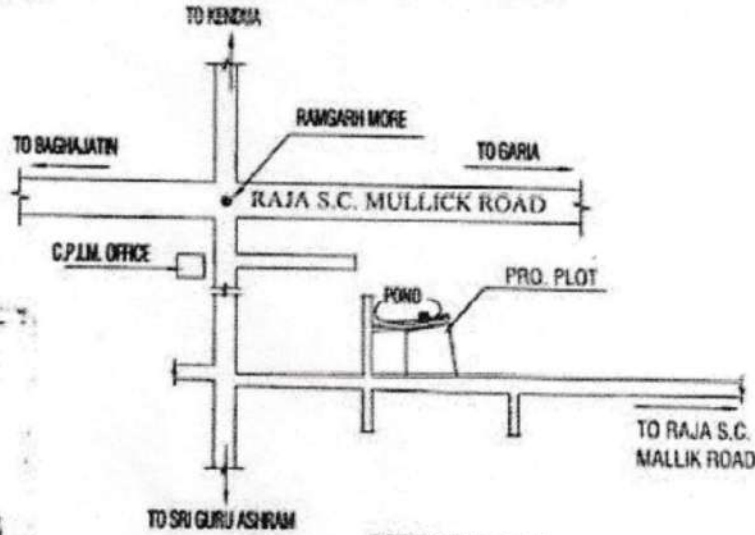 TO KENDUA
RAMGARH MORE
TO BAGHAJATIN
TO GARIA
RAJA S.C. MULLICK ROAD
C.P.I.M. OFFICE
POND
PRO. PLOT
TO RAJA S.C.
MALLIK ROAD
TO SRI GURU ASHRAM